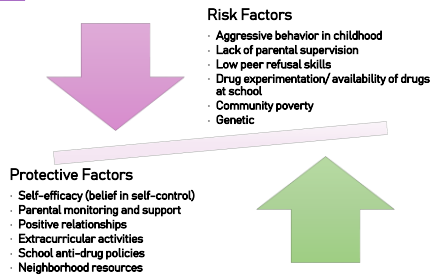 Risk Factors
· Aggressive behavior in childhood
· Lack of parental supervision
· Low peer refusal skills
· Drug experimentation/ availability of drugs
at school
· Community poverty
· Genetic
Protective Factors
· Self-efficacy (belief in self-control)
· Parental monitoring and support
· Positive relationships
· Extracurricular activities
· School anti-drug policies
· Neighborhood resources